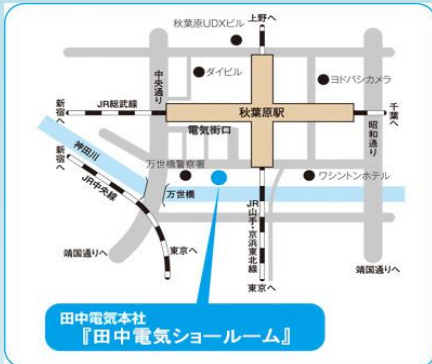 秋葉原UDXビル
上野へ
中央通り
ダイビル
ヨドバシカメラ
新宿へ
JR総武線
秋葉原駅
千葉へ
電気街口
昭和通り
新宿へ
神田川
JR中央線
万世橋警察署
万世橋
ワシントンホテル
JR山手・京浜東北線
靖国通りへ
東京へ
東京へ
靖国通りへ
田中電気本社
『田中電気ショールーム』